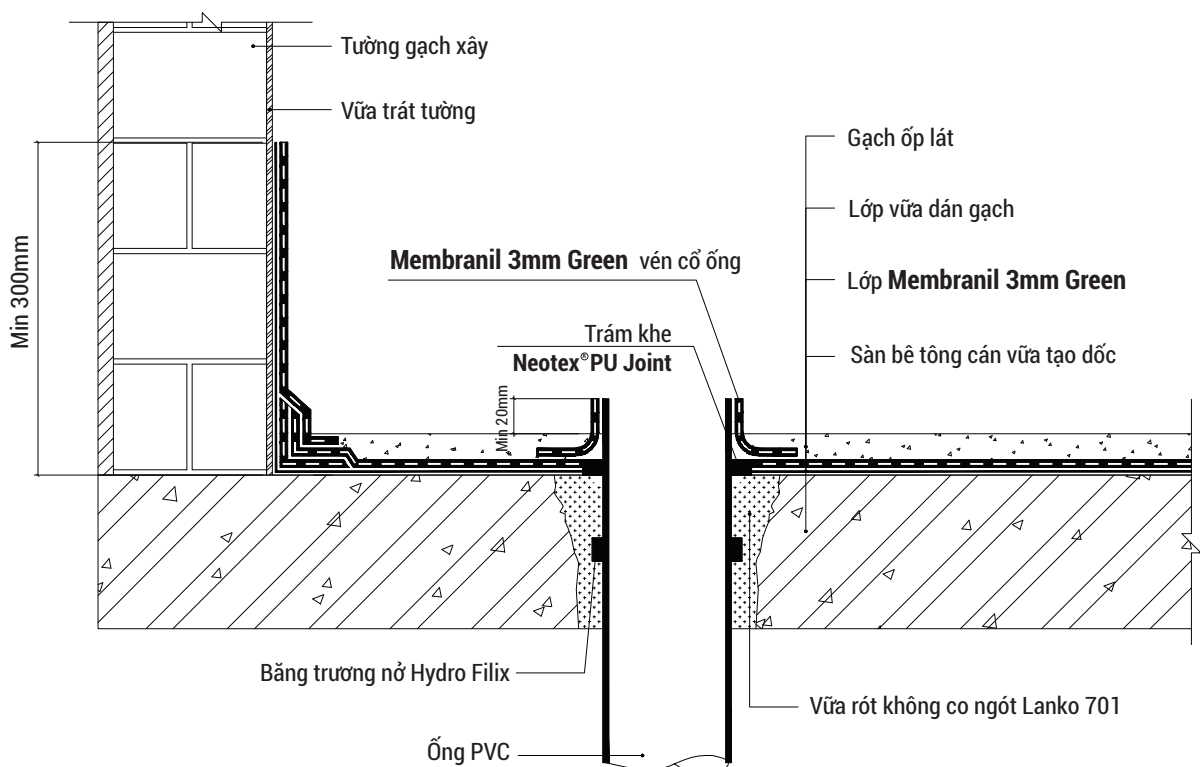 Tường gạch xây
Vữa trát tường
Gạch ốp lát
Lớp vữa dán gạch
Membranil 3mm Green vén cổ ống
Lớp Membranil 3mm Green
Trám khe
Neotex®PU Joint
Sàn bê tông cán vữa tạo dốc
Min 300mm
Min 20mm
Băng trương nở Hydro Filix
Vữa rót không co ngót Lanko 701
Ống PVC